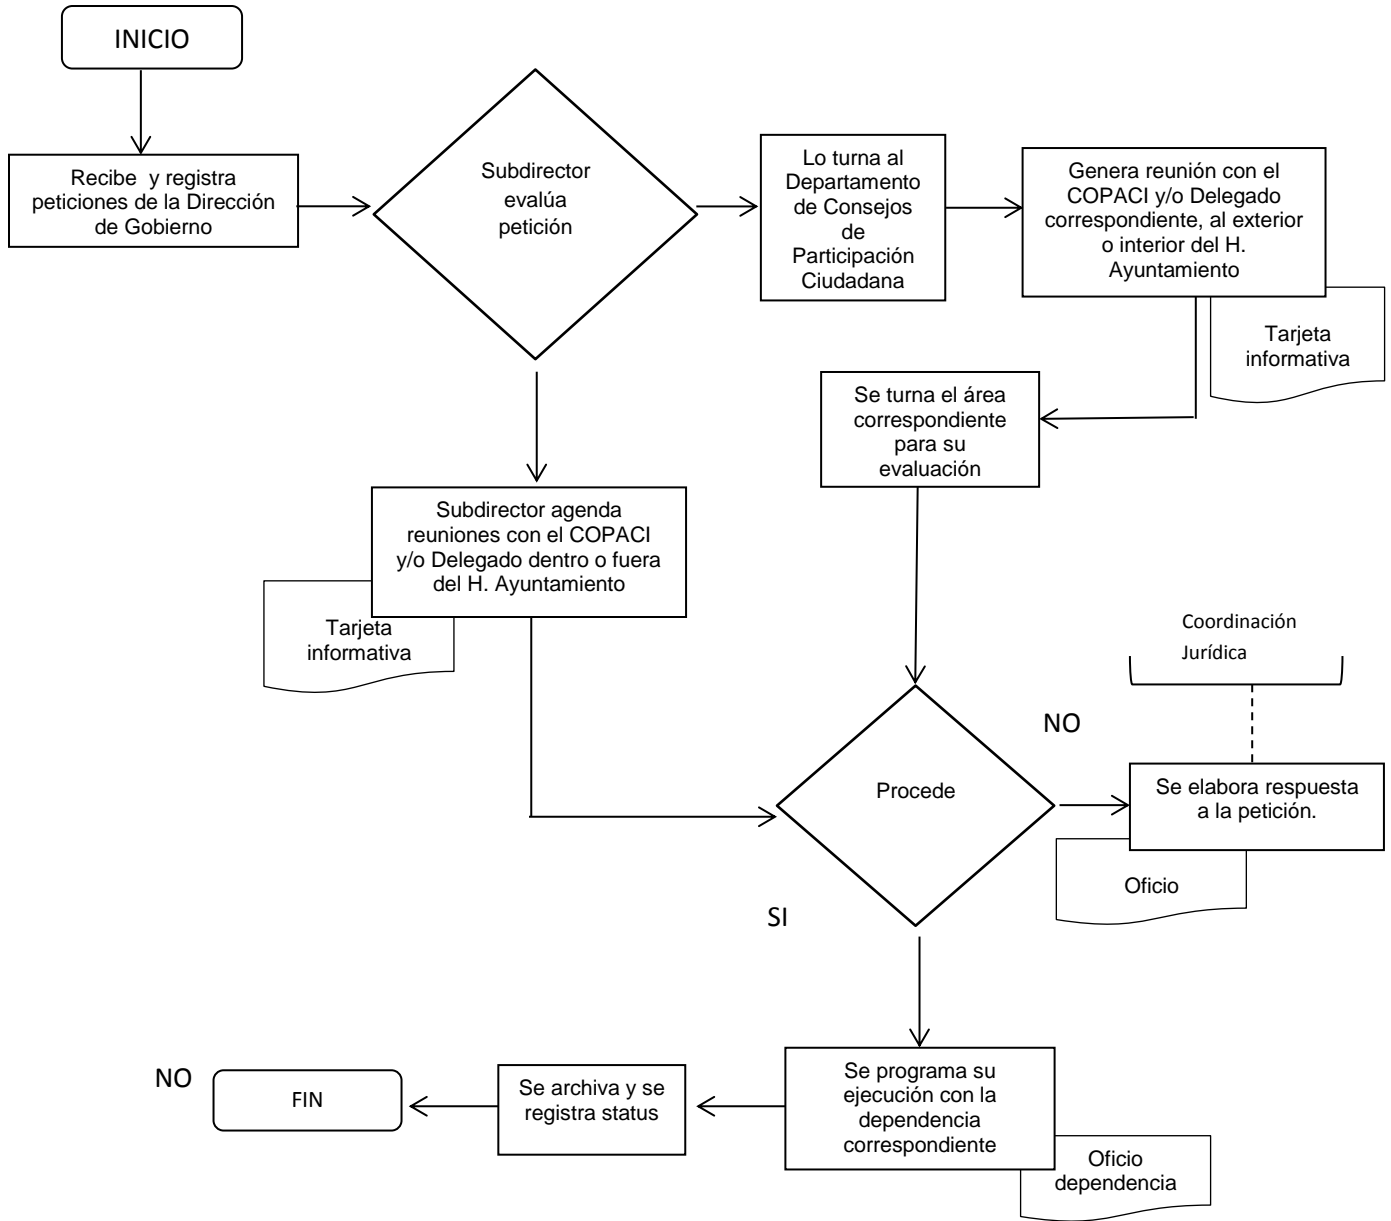 INICIO
Recibe y registra
peticiones de la Dirección
de Gobierno
Subdirector
evalúa
petición
Lo turna al
Departamento
de Consejos
de
Participación
Ciudadana
Genera reunión con el
COPACI y/o Delegado
correspondiente, al exterior
o interior del H.
Ayuntamiento
Tarjeta
informativa
Se turna el área
correspondiente
para su
evaluación
Subdirector agenda
reuniones con el COPACI
y/o Delegado dentro o fuera
del H. Ayuntamiento
Tarjeta
informativa
Coordinación
Jurídica
NO
Procede
Se elabora respuesta
a la petición.
Oficio
SI
Se programa su
ejecución con la
dependencia
correspondiente
Oficio
dependencia
Se archiva y se
registra status
NO
FIN